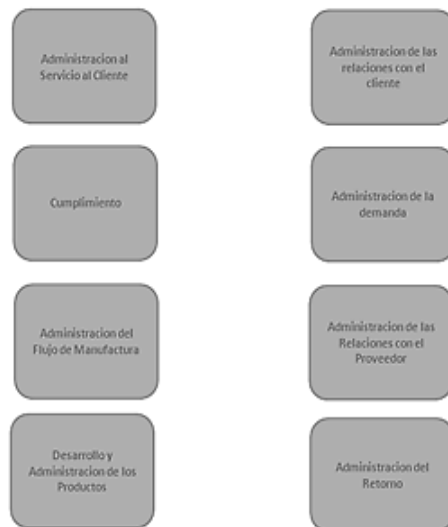 Administracion al
Servicio al Cliente
Administracion de las
relaciones con el
cliente
Cumplimiento
Administracion de la
demanda
Administracion del
Flujo de Manufactura
Administracion de las
Relaciones con el
Proveedor
Desarrollo y
Administracion de los
Productos
Administracion del
Retorno